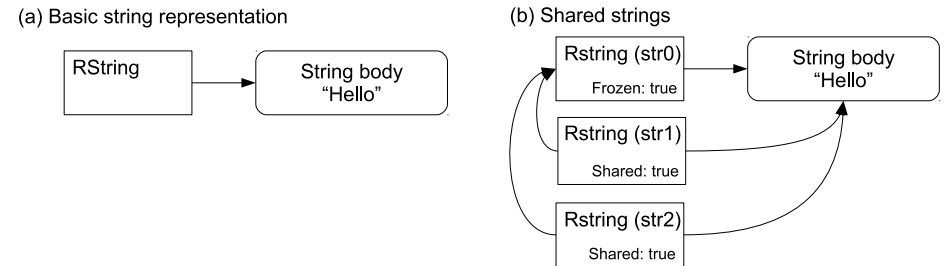 (a) Basic string representation
RString
String body
“Hello”
(b) Shared strings
Rstring (str0)
Frozen: true
String body
“Hello”
Rstring (str1)
Shared: true
Rstring (str2)
Shared: true